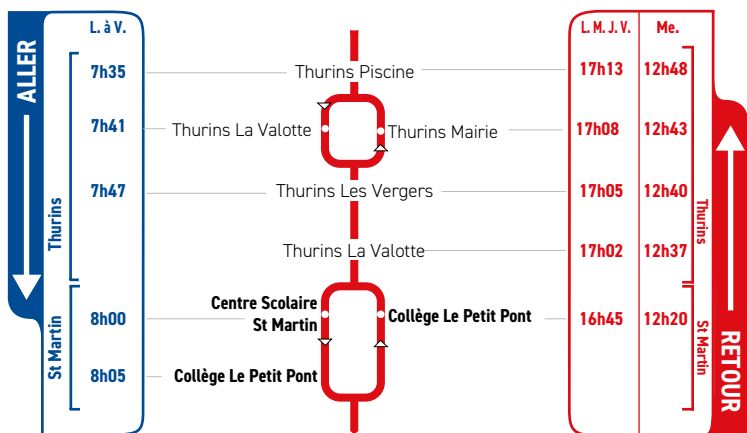 ALLER
L. à V.
L. M. J. V. Me.
7h35 Thurins Piscine 17h13 12h48
7h41 Thurins La Valotte Thurins Mairie 17h08 12h43
7h47 Thurins Les Vergers 17h05 12h40
Thurins
Thurins
Thurins La Valotte 17h02 12h37
Centre Scolaire
8h00 St Martin Collège Le Petit Pont 16h45 12h20
St Martin
St Martin
8h05 Collège Le Petit Pont
RETOUR